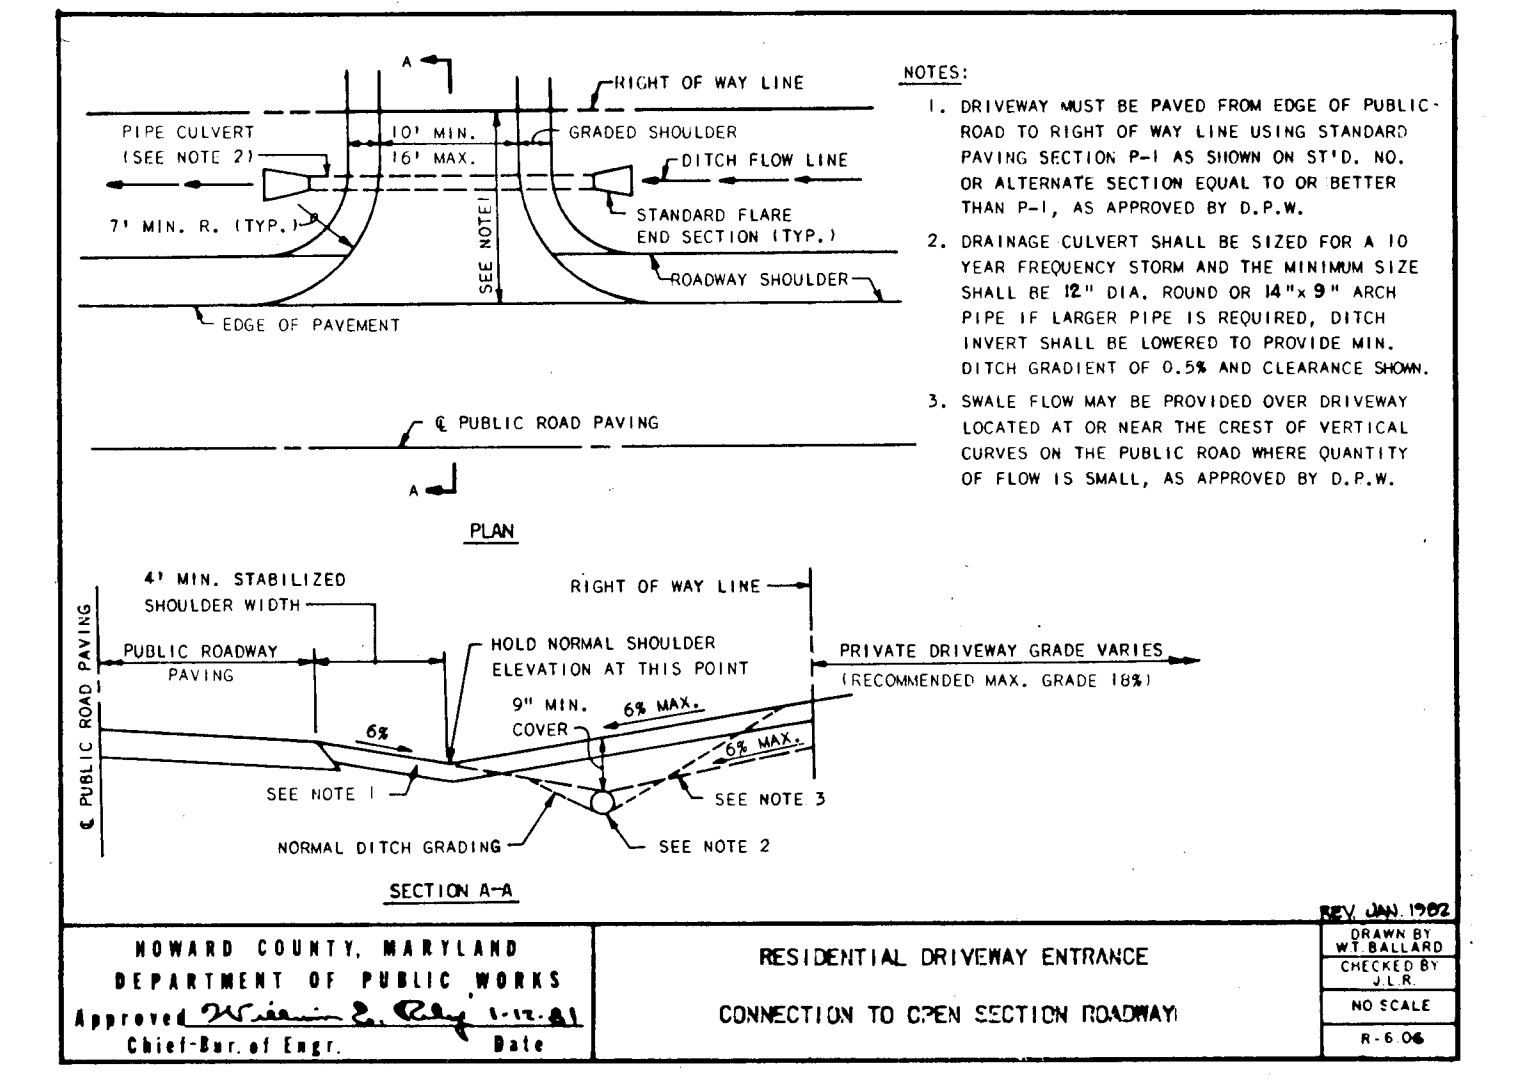 A
RIGHT OF WAY LINE
PIPE CULVERT
(SEE NOTE 2)
10' MIN.
16' MAX.
GRADED SHOULDER
DITCH FLOW LINE
7' MIN. R. (TYP.)
SEE NOTE 1
STANDARD FLARE
END SECTION (TYP.)
ROADWAY SHOULDER
EDGE OF PAVEMENT
℄ PUBLIC ROAD PAVING
A
PLAN
NOTES:
1. DRIVEWAY MUST BE PAVED FROM EDGE OF PUBLIC-
ROAD TO RIGHT OF WAY LINE USING STANDARD
PAVING SECTION P-1 AS SHOWN ON ST'D. NO.
OR ALTERNATE SECTION EQUAL TO OR BETTER
THAN P-1, AS APPROVED BY D.P.W.
2. DRAINAGE CULVERT SHALL BE SIZED FOR A 10
YEAR FREQUENCY STORM AND THE MINIMUM SIZE
SHALL BE 12" DIA. ROUND OR 14"x 9" ARCH
PIPE IF LARGER PIPE IS REQUIRED, DITCH
INVERT SHALL BE LOWERED TO PROVIDE MIN.
DITCH GRADIENT OF 0.5% AND CLEARANCE SHOWN.
3. SWALE FLOW MAY BE PROVIDED OVER DRIVEWAY
LOCATED AT OR NEAR THE CREST OF VERTICAL
CURVES ON THE PUBLIC ROAD WHERE QUANTITY
OF FLOW IS SMALL, AS APPROVED BY D.P.W.
4' MIN. STABILIZED
SHOULDER WIDTH
RIGHT OF WAY LINE
℄ PUBLIC ROAD PAVING
PUBLIC ROADWAY
PAVING
HOLD NORMAL SHOULDER
ELEVATION AT THIS POINT
PRIVATE DRIVEWAY GRADE VARIES
(RECOMMENDED MAX. GRADE 18%)
9" MIN.
COVER
6% MAX.
6%
6% MAX.
SEE NOTE 1
SEE NOTE 3
NORMAL DITCH GRADING
SEE NOTE 2
SECTION A-A
REV. JAN. 1982
HOWARD COUNTY, MARYLAND
DEPARTMENT OF PUBLIC WORKS
Approved William E. Riley 1-12-81
Chief-Bur. of Engr. Date
RESIDENTIAL DRIVEWAY ENTRANCE
CONNECTION TO OPEN SECTION ROADWAY
DRAWN BY
W.T. BALLARD
CHECKED BY
J.L.R.
NO SCALE
R-6.06